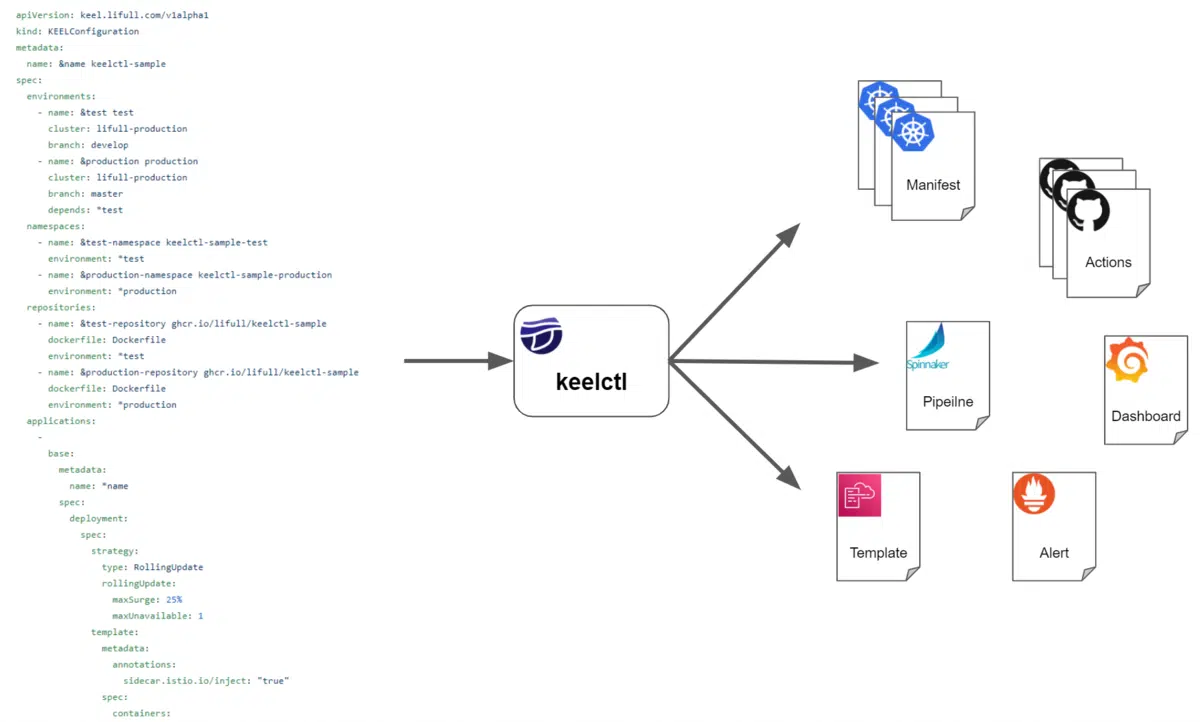 apiVersion: keel.lifull.com/v1alpha1
kind: KEELConfiguration
metadata:
  name: &name keelctl-sample
spec:
  environments:
    - name: &test test
      cluster: lifull-production
      branch: develop
    - name: &production production
      cluster: lifull-production
      branch: master
      depends: *test
  namespaces:
    - name: &test-namespace keelctl-sample-test
      environment: *test
    - name: &production-namespace keelctl-sample-production
      environment: *production
  repositories:
    - name: &test-repository ghcr.io/lifull/keelctl-sample
      dockerfile: Dockerfile
      environment: *test
    - name: &production-repository ghcr.io/lifull/keelctl-sample
      dockerfile: Dockerfile
      environment: *production
  applications:
    -
      base:
        metadata:
          name: *name
        spec:
          deployment:
            spec:
              strategy:
                type: RollingUpdate
                rollingUpdate:
                  maxSurge: 25%
                  maxUnavailable: 1
              template:
                metadata:
                  annotations:
                    sidecar.istio.io/inject: "true"
                spec:
                  containers:
keelctl
Manifest
Actions
Spinnaker
Pipeilne
Dashboard
Template
Alert